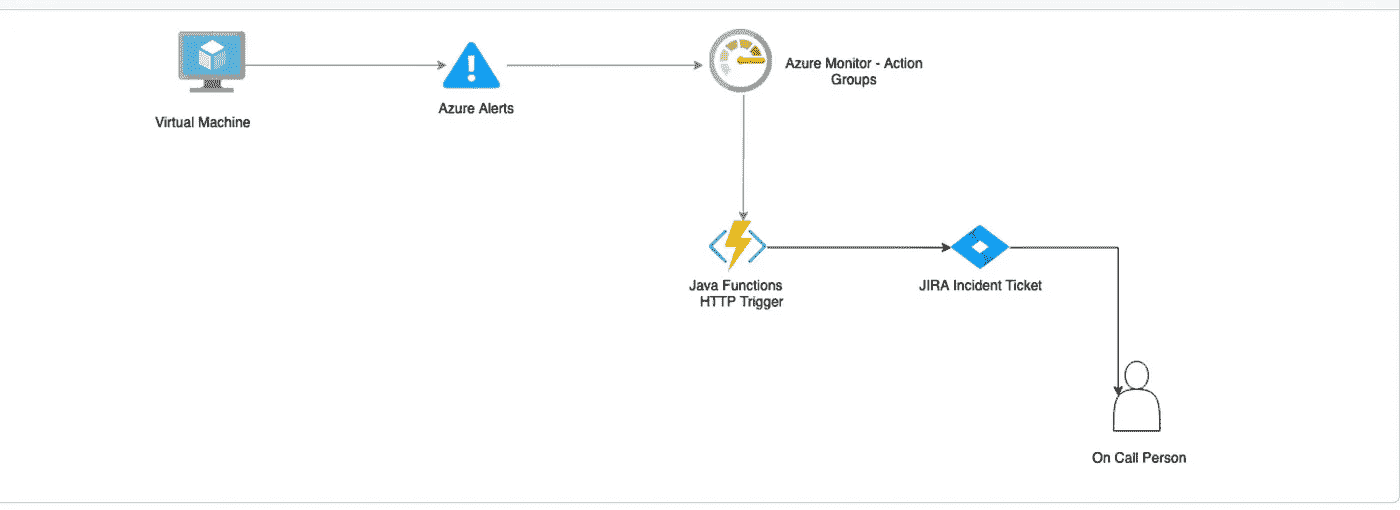 Virtual Machine
Azure Alerts
Azure Monitor - Action
Groups
Java Functions
HTTP Trigger
JIRA Incident Ticket
On Call Person